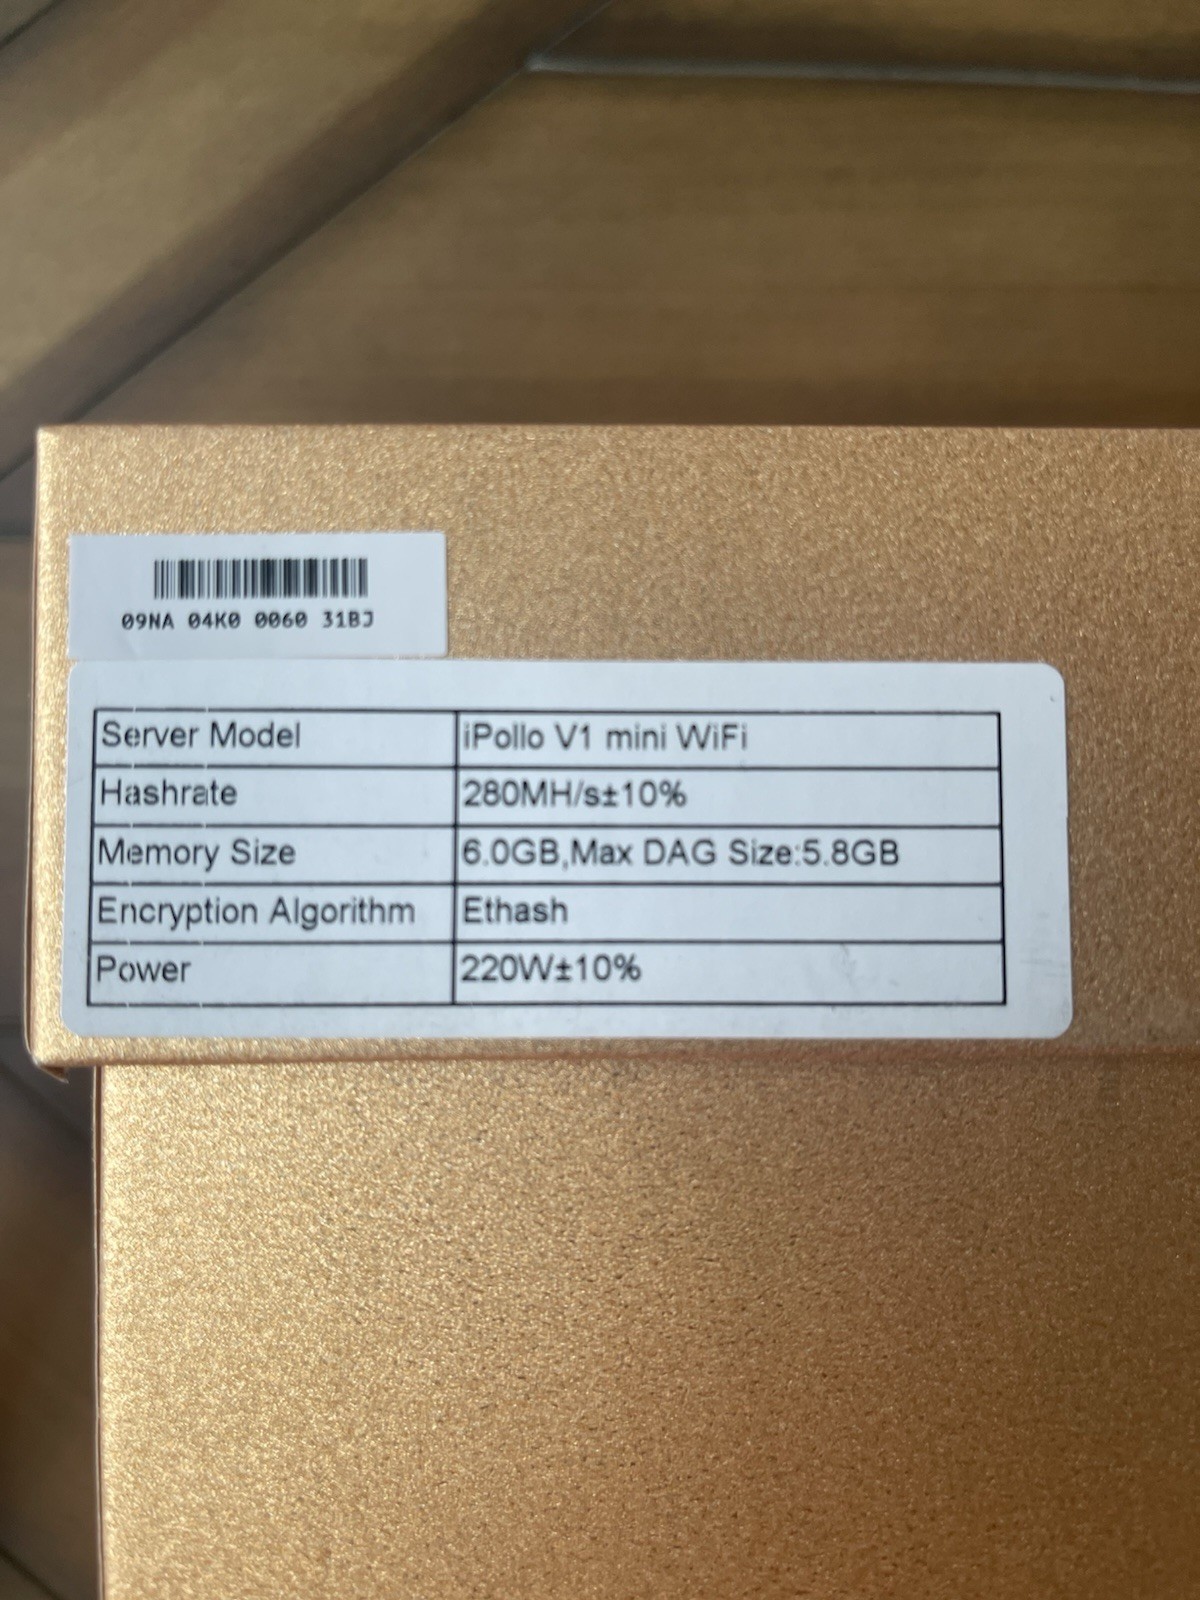 09NA 04K0 0060 31BJ
Server Model iPollo V1 mini WiFi
Hashrate 280MH/s±10%
Memory Size 6.0GB,Max DAG Size:5.8GB
Encryption Algorithm Ethash
Power 220W±10%